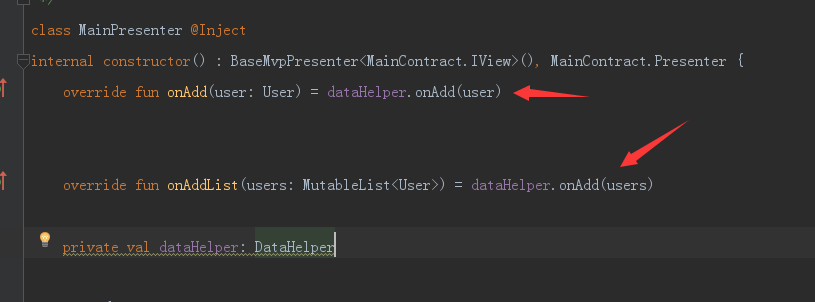 */
class MainPresenter @Inject
internal constructor() : BaseMvpPresenter<MainContract.IView>(), MainContract.Presenter {
override fun onAdd(user: User) = dataHelper.onAdd(user)
override fun onAddList(users: MutableList<User>) = dataHelper.onAdd(users)
private val dataHelper: DataHelper